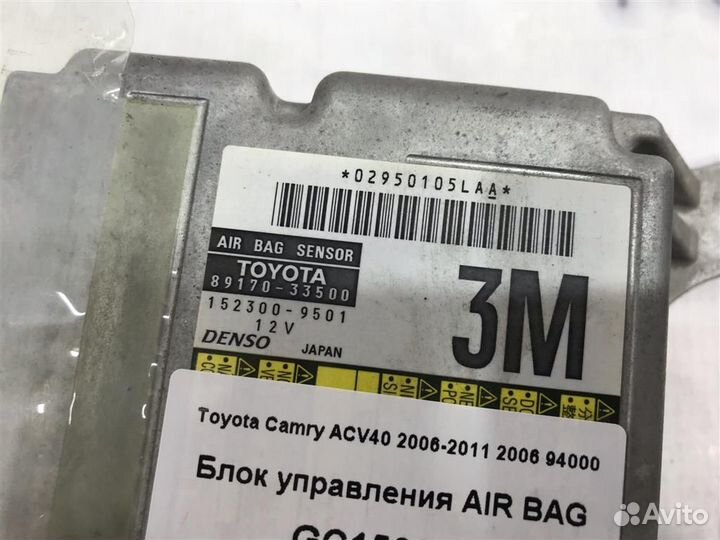 *02950105LAA*
AIR BAG SENSOR
TOYOTA
89170-33500
152300-9501
12V
DENSO JAPAN
3M
Toyota Camry ACV40 2006-2011 2006 94000
Блок управления AIR BAG
Avito